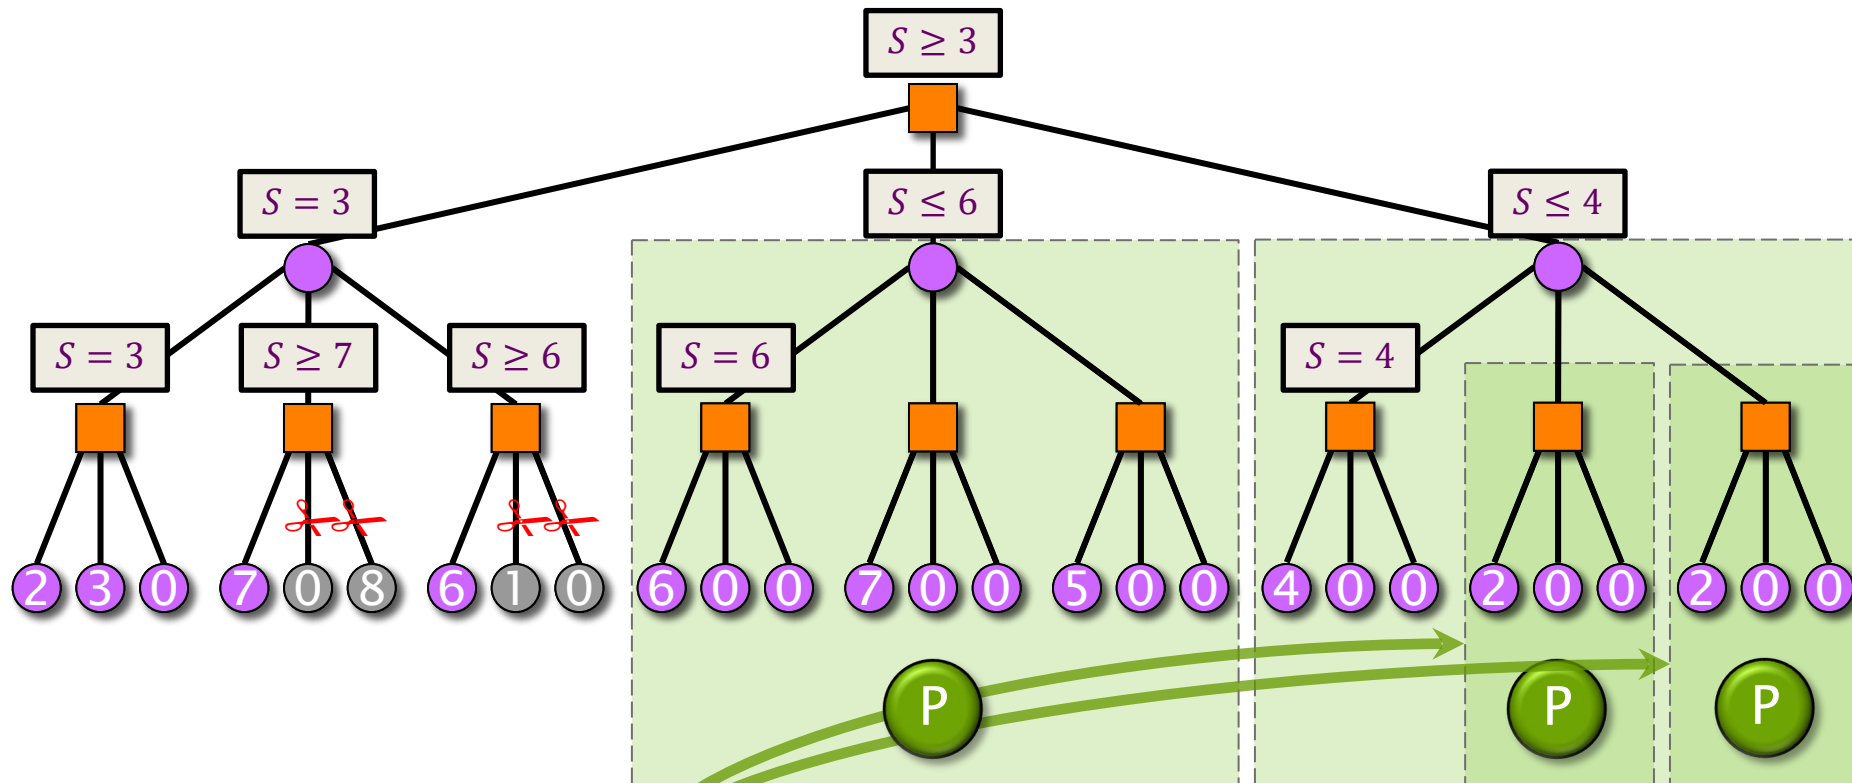 S ≥ 3
S = 3
S ≤ 6
S ≤ 4
S = 3
S ≥ 7
S ≥ 6
S = 6
S = 4
2 3 0 7 0 8 6 1 0 6 0 0 7 0 0 5 0 0 4 0 0 2 0 0 2 0 0
P P P